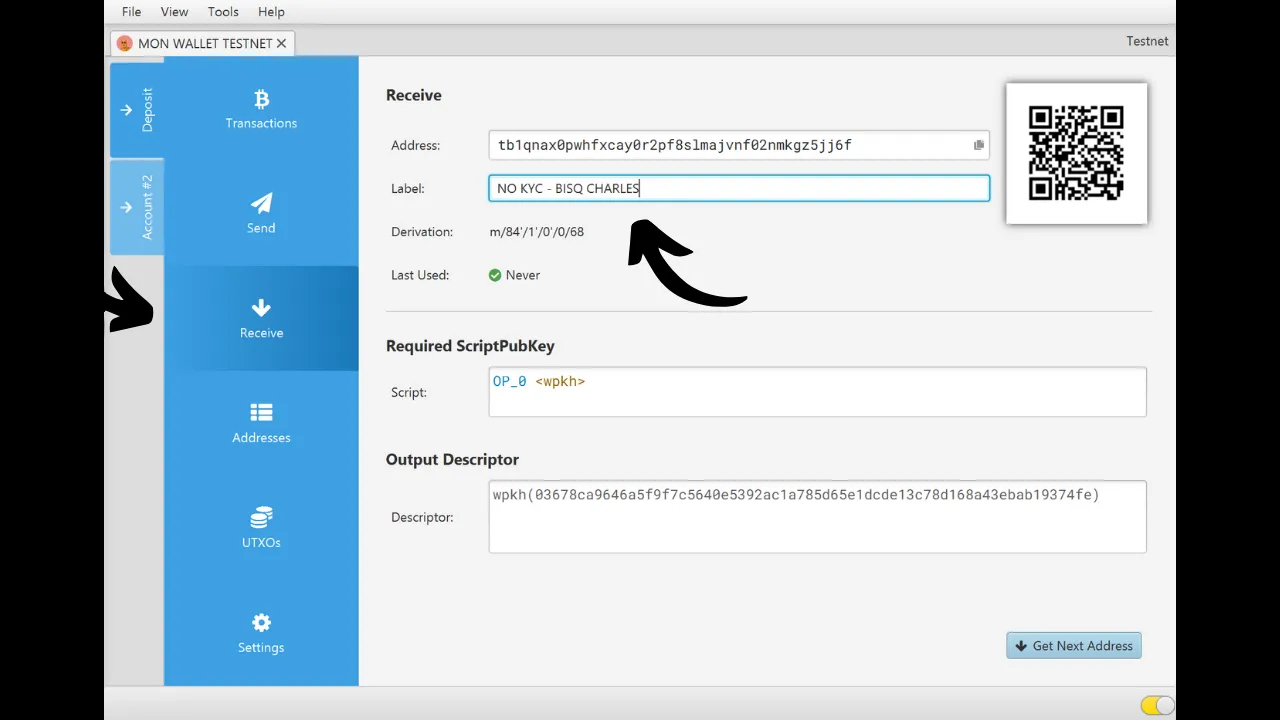 File View Tools Help
MON WALLET TESTNET
Testnet
Deposit
Account #2
Transactions
Send
Receive
Addresses
UTXOs
Settings
Receive
Address: tb1qnax0pwhfxcay0r2pf8slmajvnf02nmkgz5jj6f
Label: NO KYC - BISQ CHARLES
Derivation: m/84'/1'/0'/0/68
Last Used: Never
Required ScriptPubKey
Script: OP_0 <wpkh>
Output Descriptor
Descriptor: wpkh(03678ca9646a5f9f7c5640e5392ac1a785d65e1dcde13c78d168a43ebab19374fe)
Get Next Address